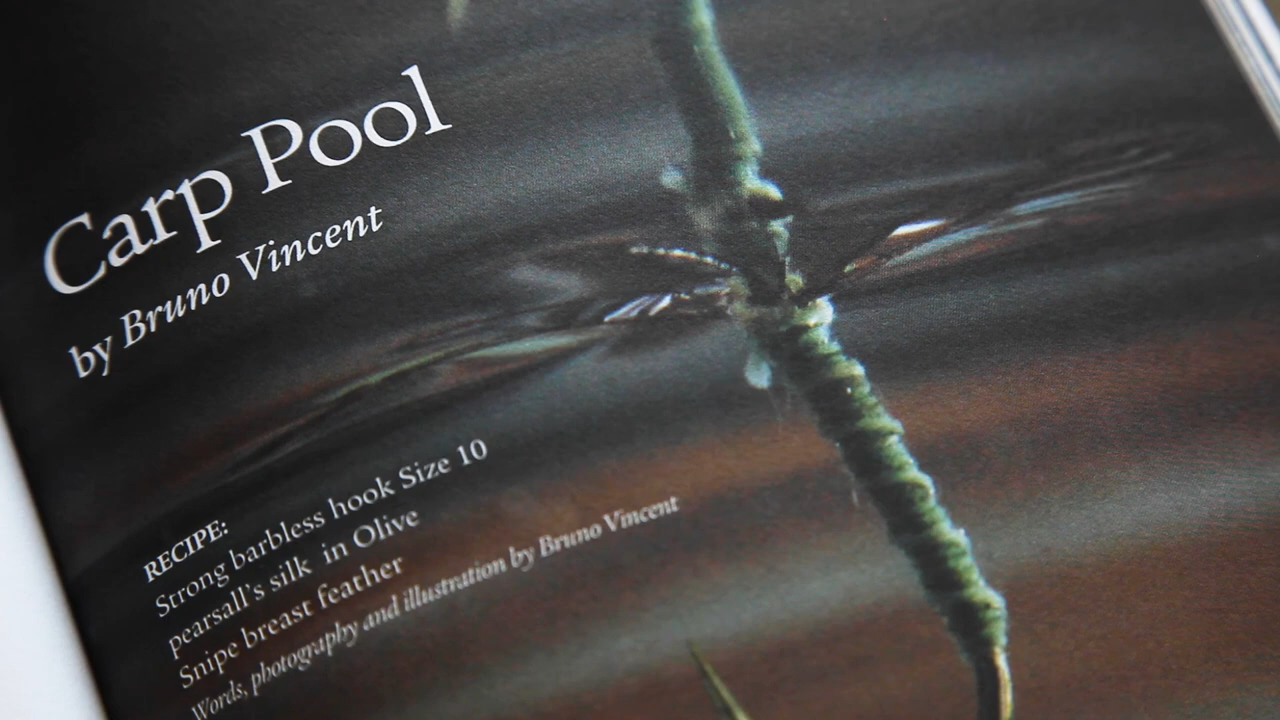 Carp Pool
by Bruno Vincent
RECIPE:
Strong barbless hook Size 10
pearsall's silk in Olive
Snipe breast feather
Words, photography and illustration by Bruno Vincent